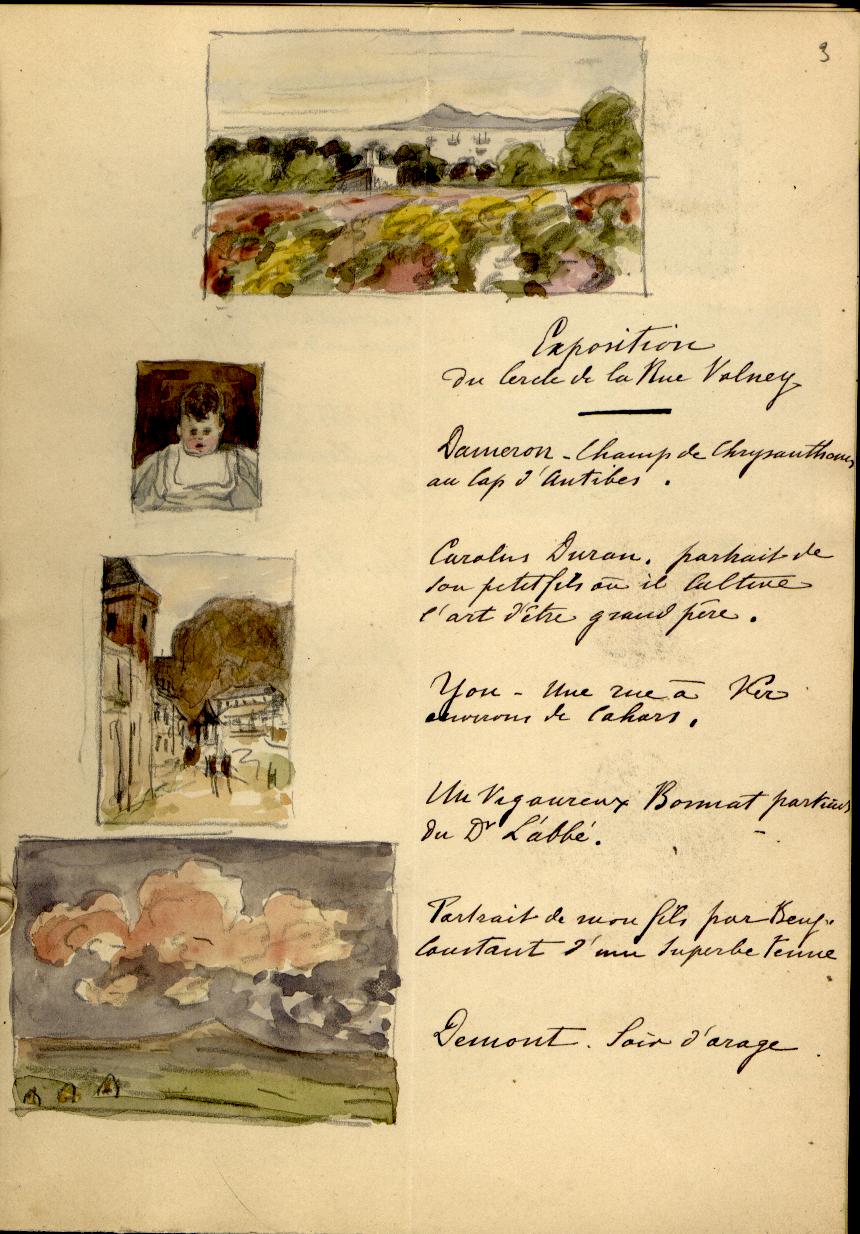 3
Exposition
du Cercle de la Rue Volney
Dameron - Champ de Chrysanthèmes
au Cap d'Antibes.
Carolus Duran. portrait de
son petit fils où il cultive
l'art d'être grand père.
Yon - Une rue à Ver
environs de Cahors.
Un Vigoureux Bonnat portrait
du Dr Labbé.
Portrait de mon fils par Benj.
Constant d'une superbe tenue
Demont. Soir d'orage